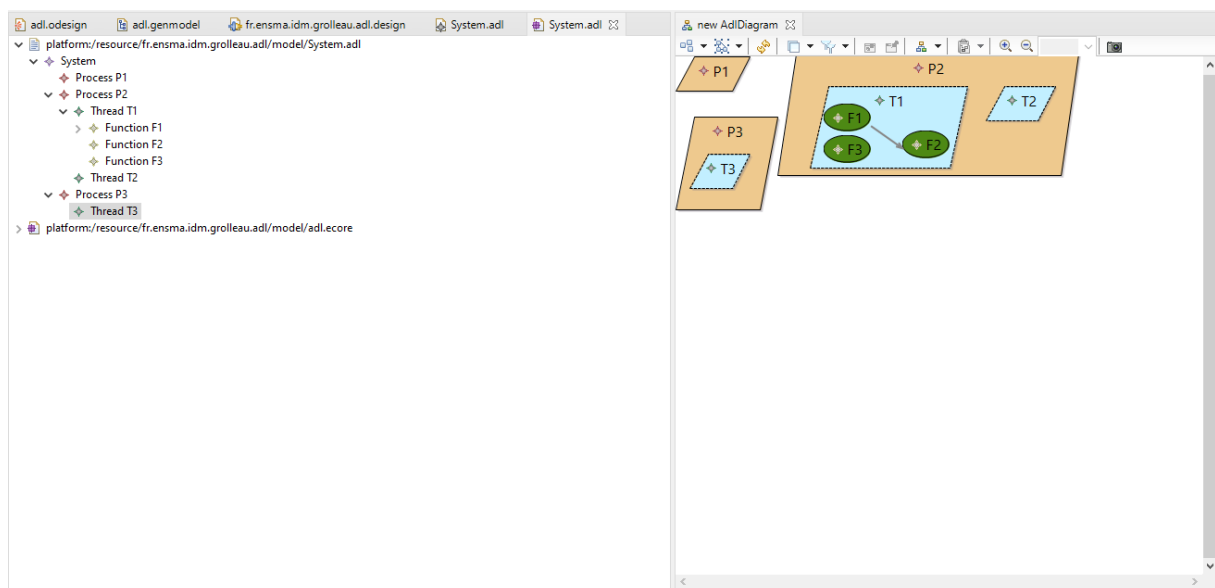 adl.odesign adl.genmodel fr.ensma.idm.grolleau.adl.design System.adl System.adl
platform:/resource/fr.ensma.idm.grolleau.adl/model/System.adl
System
Process P1
Process P2
Thread T1
Function F1
Function F2
Function F3
Thread T2
Process P3
Thread T3
platform:/resource/fr.ensma.idm.grolleau.adl/model/adl.ecore
new AdlDiagram
P1
P2
T1
T2
F1
F2
F3
P3
T3